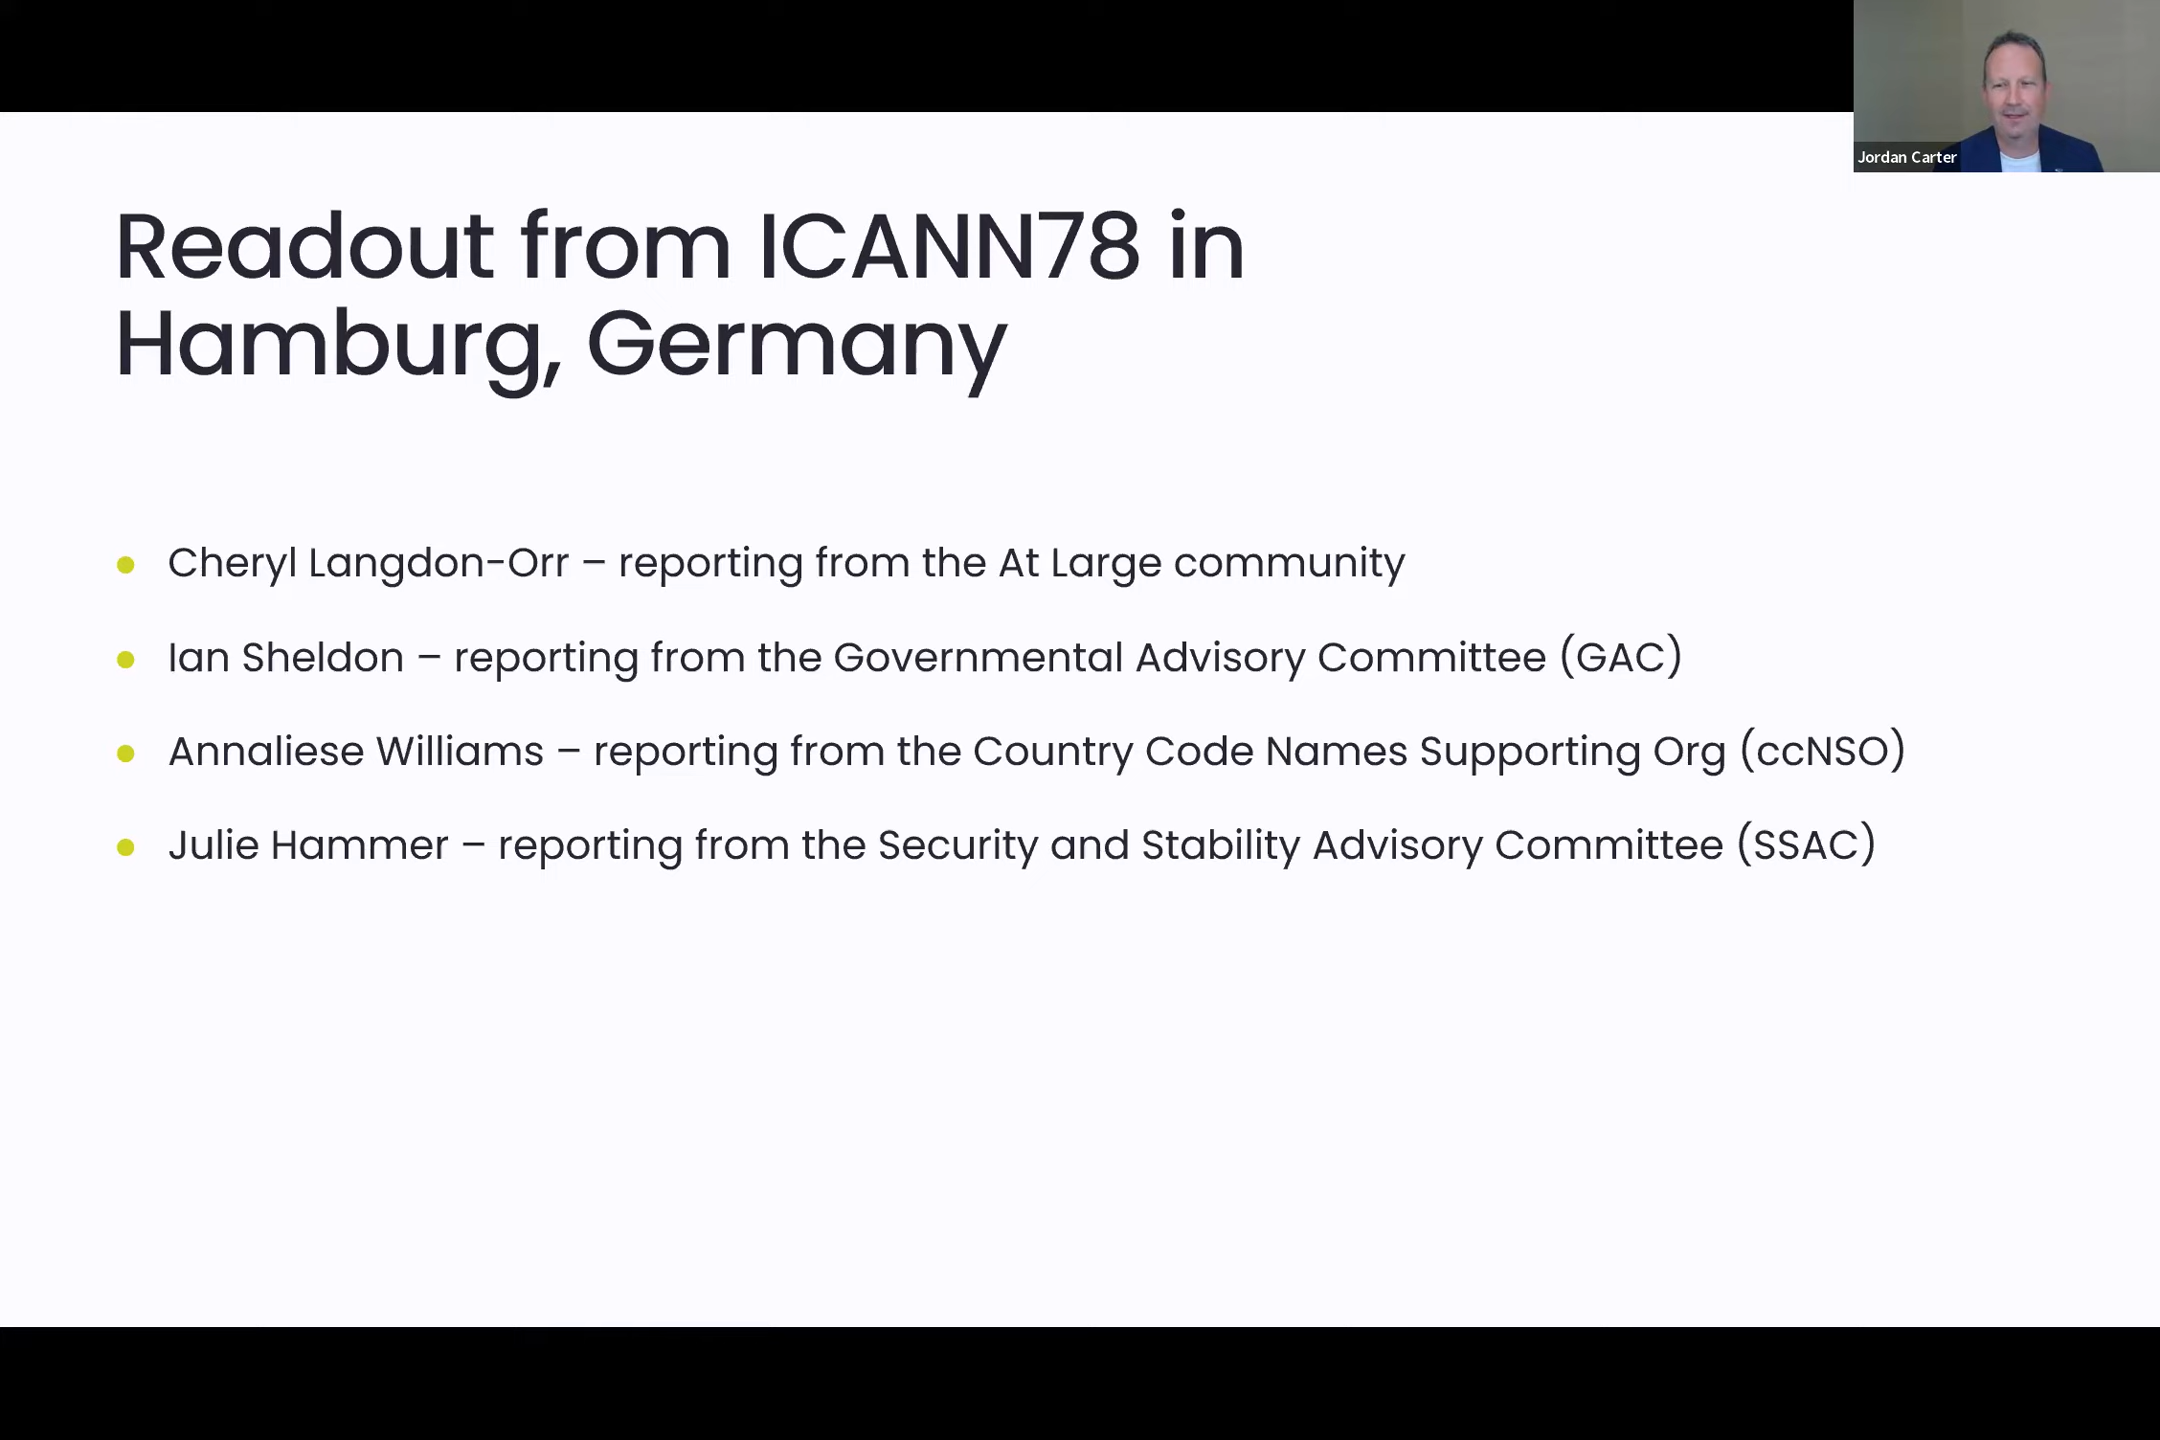 Jordan Carter
Readout from ICANN78 in
Hamburg, Germany
Cheryl Langdon-Orr – reporting from the At Large community
Ian Sheldon – reporting from the Governmental Advisory Committee (GAC)
Annaliese Williams – reporting from the Country Code Names Supporting Org (ccNSO)
Julie Hammer – reporting from the Security and Stability Advisory Committee (SSAC)